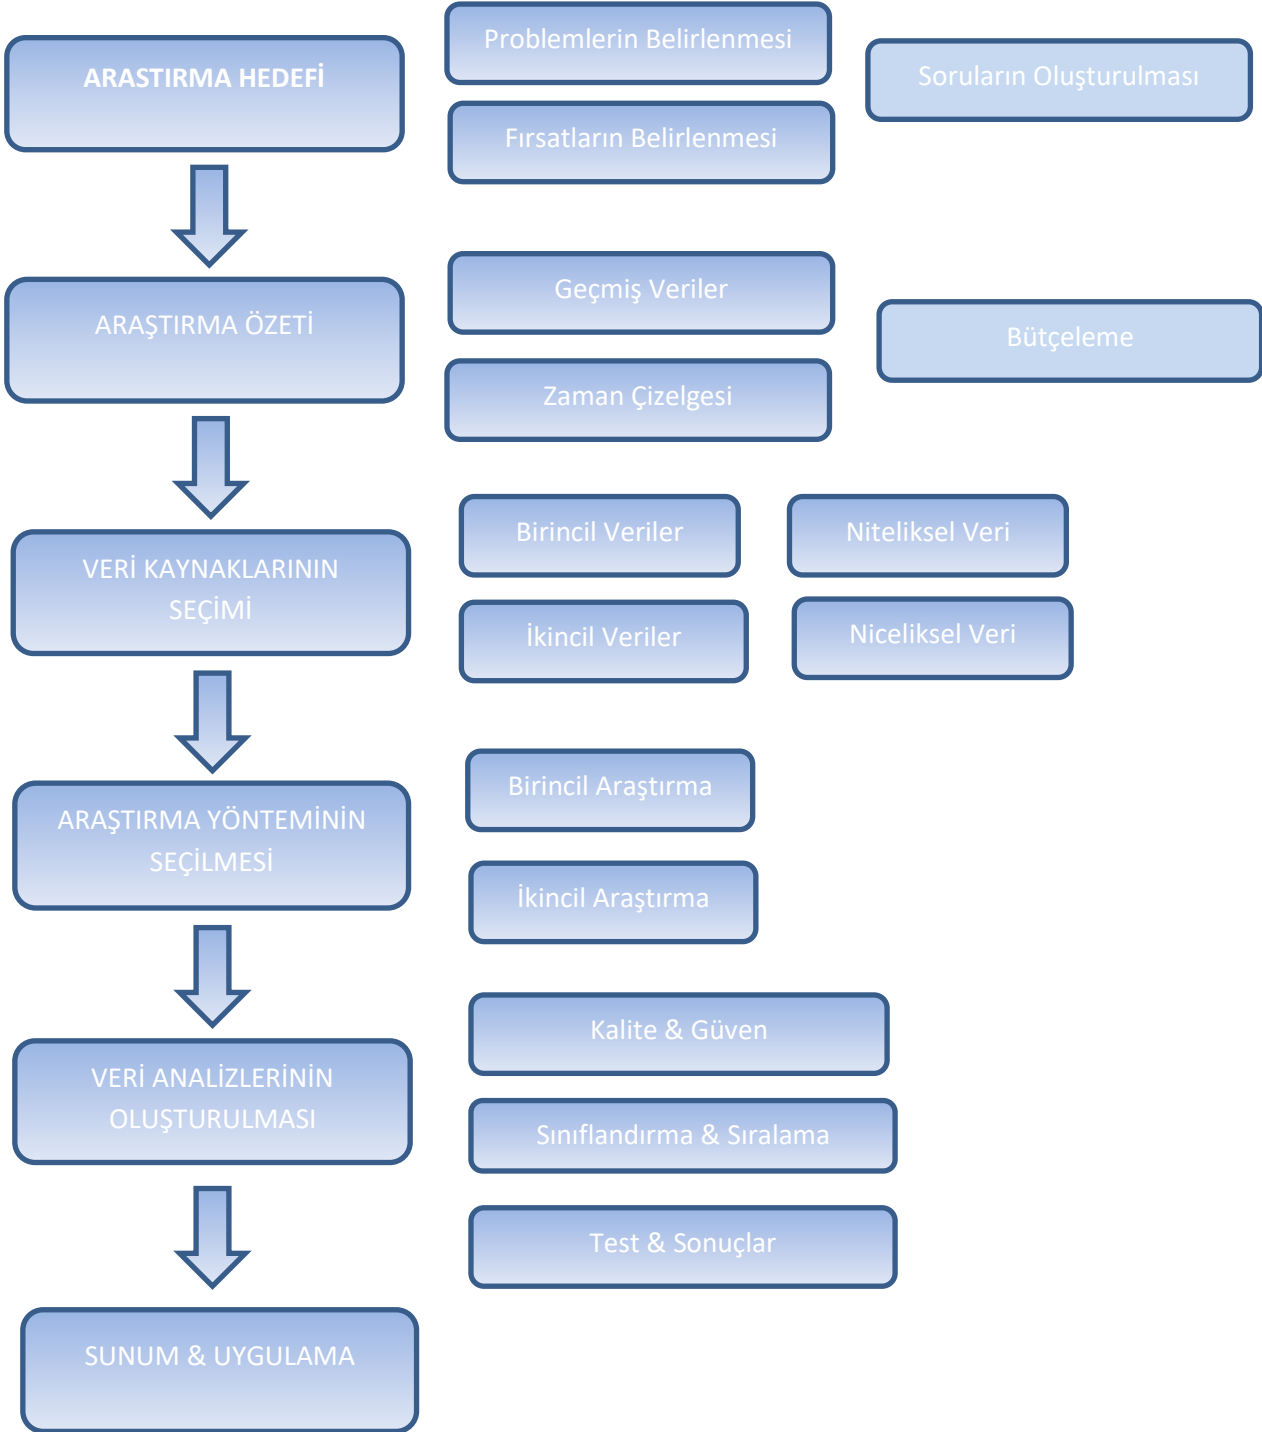 ARASTIRMA HEDEFİ
Problemlerin Belirlenmesi
Soruların Oluşturulması
Fırsatların Belirlenmesi
ARAŞTIRMA ÖZETİ
Geçmiş Veriler
Bütçeleme
Zaman Çizelgesi
VERİ KAYNAKLARININ
SEÇİMİ
Birincil Veriler
Niteliksel Veri
İkincil Veriler
Niceliksel Veri
ARAŞTIRMA YÖNTEMİNİN
SEÇİLMESİ
Birincil Araştırma
İkincil Araştırma
VERİ ANALİZLERİNİN
OLUŞTURULMASI
Kalite & Güven
Sınıflandırma & Sıralama
Test & Sonuçlar
SUNUM & UYGULAMA